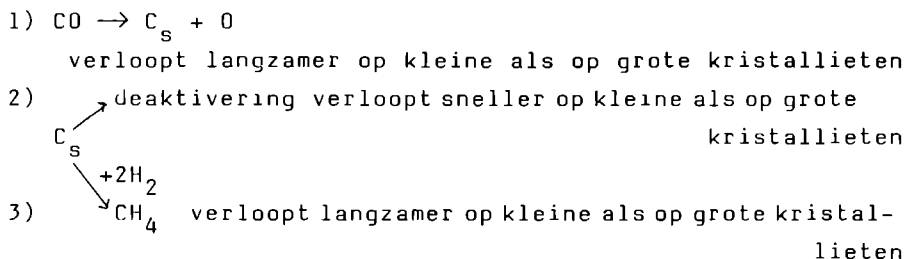 1) CO → C_s + O
verloopt langzamer op kleine als op grote kristallieten
2) deaktivering verloopt sneller op kleine als op grote
C_s kristallieten
+2H_2
3) CH_4 verloopt langzamer op kleine als op grote kristal-
lieten